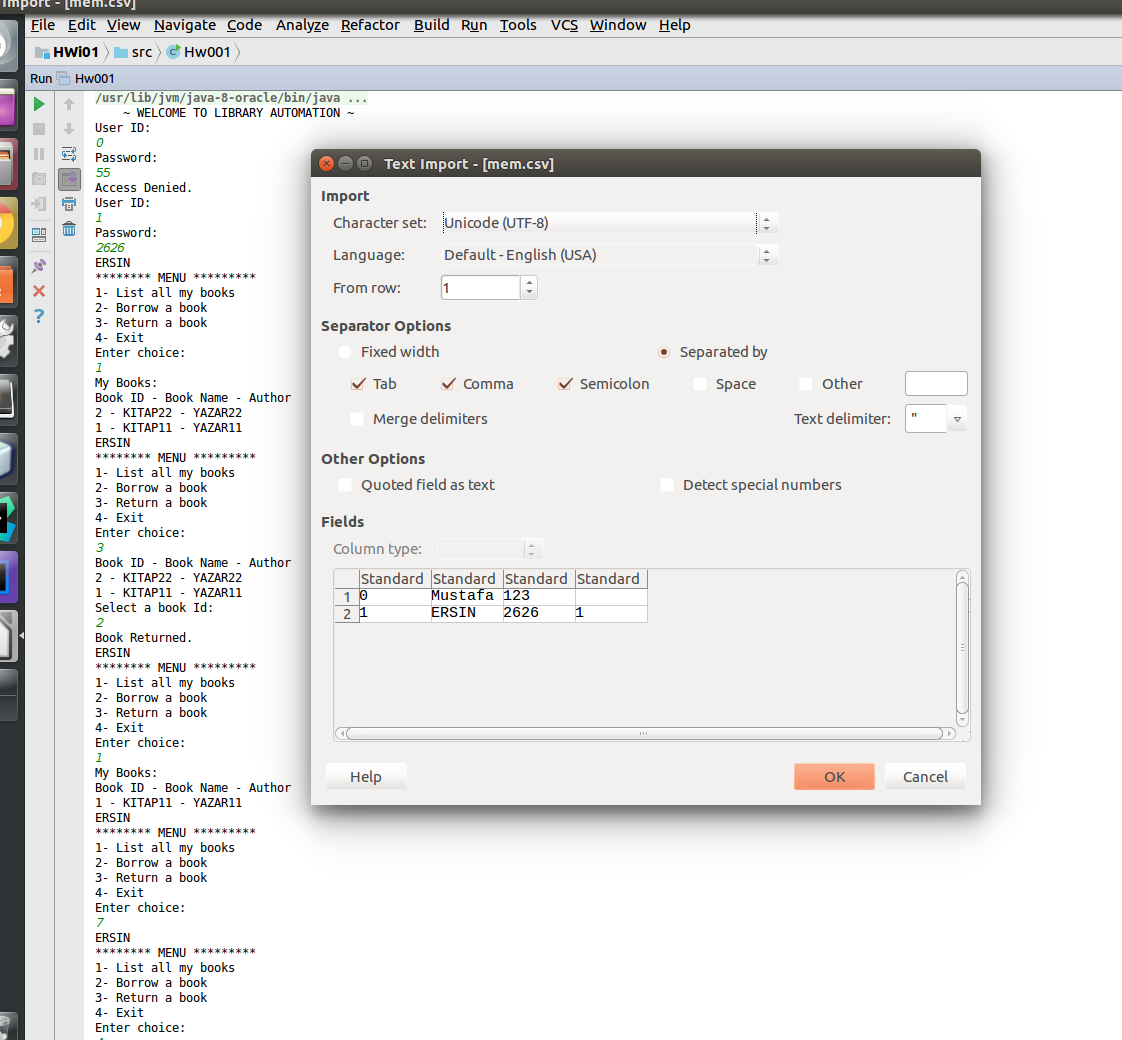 Import - [mem.csv]
File Edit View Navigate Code Analyze Refactor Build Run Tools VCS Window Help
HWi01 src Hw001
Run Hw001
/usr/lib/jvm/java-8-oracle/bin/java ...
~ WELCOME TO LIBRARY AUTOMATION ~
User ID:
0
Password:
55
Access Denied.
User ID:
1
Password:
2626
ERSIN
******** MENU *********
1- List all my books
2- Borrow a book
3- Return a book
4- Exit
Enter choice:
1
My Books:
Book ID - Book Name - Author
2 - KITAP22 - YAZAR22
1 - KITAP11 - YAZAR11
ERSIN
******** MENU *********
1- List all my books
2- Borrow a book
3- Return a book
4- Exit
Enter choice:
3
Book ID - Book Name - Author
2 - KITAP22 - YAZAR22
1 - KITAP11 - YAZAR11
Select a book Id:
2
Book Returned.
ERSIN
******** MENU *********
1- List all my books
2- Borrow a book
3- Return a book
4- Exit
Enter choice:
1
My Books:
Book ID - Book Name - Author
1 - KITAP11 - YAZAR11
ERSIN
******** MENU *********
1- List all my books
2- Borrow a book
3- Return a book
4- Exit
Enter choice:
7
ERSIN
******** MENU *********
1- List all my books
2- Borrow a book
3- Return a book
4- Exit
Enter choice:
Text Import - [mem.csv]
Import
Character set: Unicode (UTF-8)
Language: Default - English (USA)
From row: 1
Separator Options
Fixed width Separated by
Tab Comma Semicolon Space Other
Merge delimiters Text delimiter: "
Other Options
Quoted field as text Detect special numbers
Fields
Column type:
Standard Standard Standard Standard
1 0 Mustafa 123
2 1 ERSIN 2626 1
Help OK Cancel